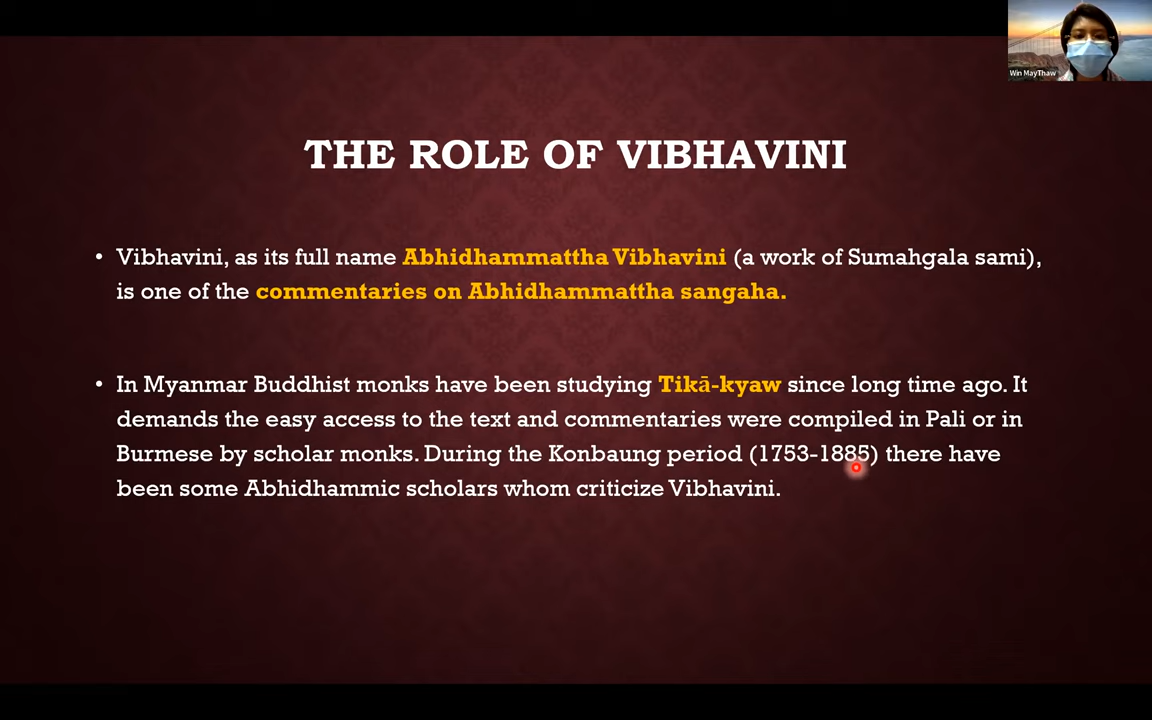 Win MayThaw
THE ROLE OF VIBHAVINI
• Vibhavini, as its full name Abhidhammattha Vibhavini (a work of Sumahgala sami),
is one of the commentaries on Abhidhammattha sangaha.
• In Myanmar Buddhist monks have been studying Tikā-kyaw since long time ago. It
demands the easy access to the text and commentaries were compiled in Pali or in
Burmese by scholar monks. During the Konbaung period (1753-1885) there have
been some Abhidhammic scholars whom criticize Vibhavini.